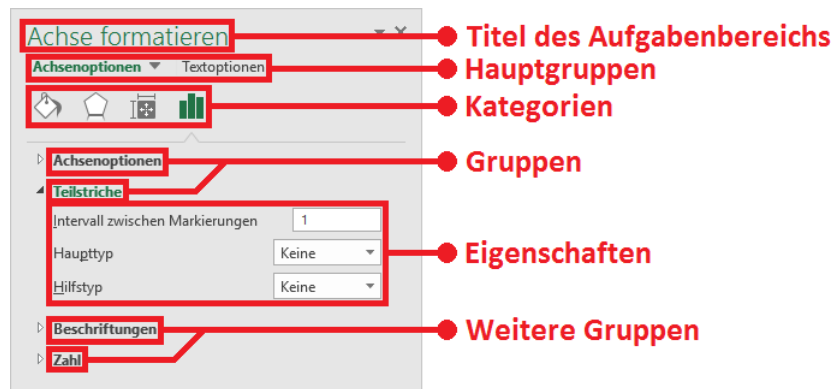 Achse formatieren
Titel des Aufgabenbereichs
Achsenoptionen Textoptionen
Hauptgruppen
Kategorien
Achsenoptionen
Gruppen
Teilstriche
Intervall zwischen Markierungen 1
Haupttyp Keine
Eigenschaften
Hilfstyp Keine
Beschriftungen
Weitere Gruppen
Zahl